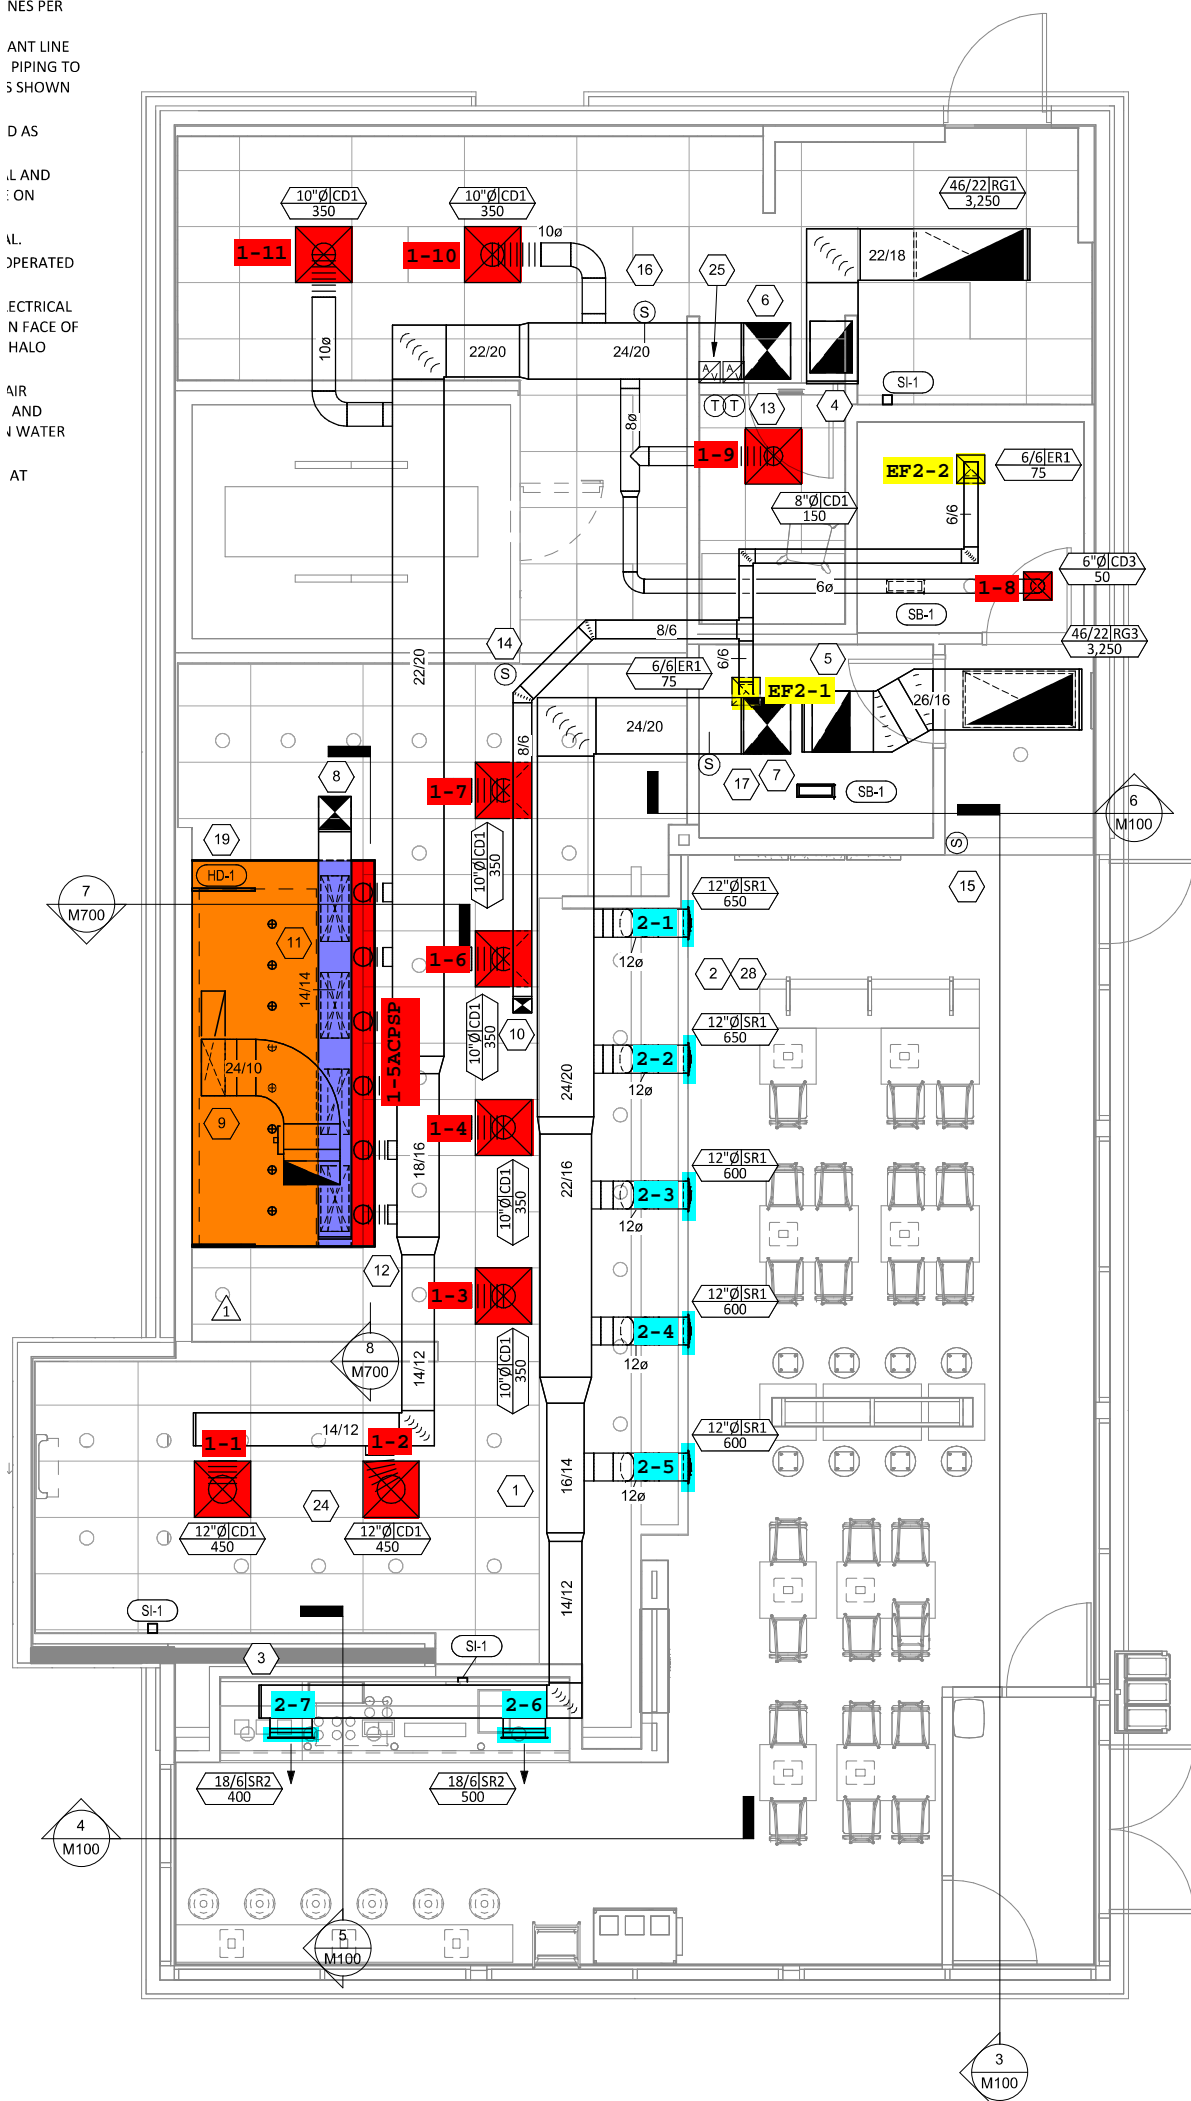 NES PER
ANT LINE
PIPING TO
S SHOWN
D AS
AL AND
E ON
AL.
OPERATED
ECTRICAL
N FACE OF
HALO
AIR
AND
N WATER
AT
10"Ø CD1
350
10"Ø CD1
350
46/22 RG1
3,250
1-11
1-10
10ø
22/18
16
25
6
S
10ø
22/20
24/20
A
V
A
V
SI-1
T
T
13
4
8ø
1-9
EF2-2
6/6 ER1
75
8"Ø CD1
150
6/6
6"Ø CD3
50
6ø
1-8
SB-1
8/6
46/22 RG3
3,250
14
22/20
S
6/6 ER1
75
6/6
5
EF2-1
26/16
24/20
8/6
S
8
1-7
17
7
SB-1
6
M100
19
S
HD-1
10"Ø CD1
350
7
M700
12"Ø SR1
650
15
2-1
11
1-6
12ø
14/14
2
28
1-5ACPSP
10"Ø CD1
350
10
12"Ø SR1
650
2-2
24/10
24/20
12ø
9
1-4
18/16
22/16
12"Ø SR1
600
2-3
10"Ø CD1
350
12ø
12
1-3
12"Ø SR1
600
1
2-4
8
M700
14/12
10"Ø CD1
350
12ø
14/12
12"Ø SR1
600
1-1
1-2
2-5
24
1
16/14
12ø
12"Ø CD1
450
12"Ø CD1
450
14/12
SI-1
3
SI-1
2-7
2-6
18/6 SR2
400
18/6 SR2
500
4
M100
5
M100
3
M100